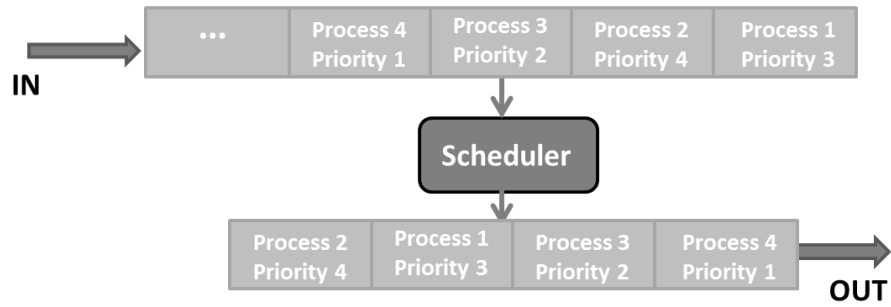 ...
Process 4
Priority 1
Process 3
Priority 2
Process 2
Priority 4
Process 1
Priority 3
IN
Scheduler
Process 2
Priority 4
Process 1
Priority 3
Process 3
Priority 2
Process 4
Priority 1
OUT